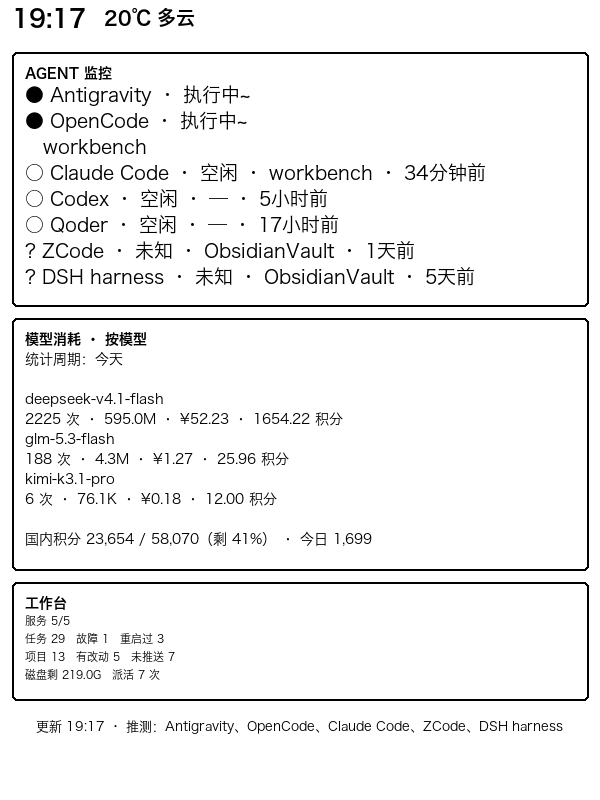 19:17 20℃ 多云
AGENT 监控
● Antigravity · 执行中~
● OpenCode · 执行中~
workbench
○ Claude Code · 空闲 · workbench · 34分钟前
○ Codex · 空闲 · — · 5小时前
○ Qoder · 空闲 · — · 17小时前
? ZCode · 未知 · ObsidianVault · 1天前
? DSH harness · 未知 · ObsidianVault · 5天前
模型消耗 · 按模型
统计周期：今天
deepseek-v4.1-flash
2225 次 · 595.0M · ¥52.23 · 1654.22 积分
glm-5.3-flash
188 次 · 4.3M · ¥1.27 · 25.96 积分
kimi-k3.1-pro
6 次 · 76.1K · ¥0.18 · 12.00 积分
国内积分 23,654 / 58,070（剩 41%） · 今日 1,699
工作台
服务 5/5
任务 29 故障 1 重启过 3
项目 13 有改动 5 未推送 7
磁盘剩 219.0G 派活 7 次
更新 19:17 · 推测：Antigravity、OpenCode、Claude Code、ZCode、DSH harness